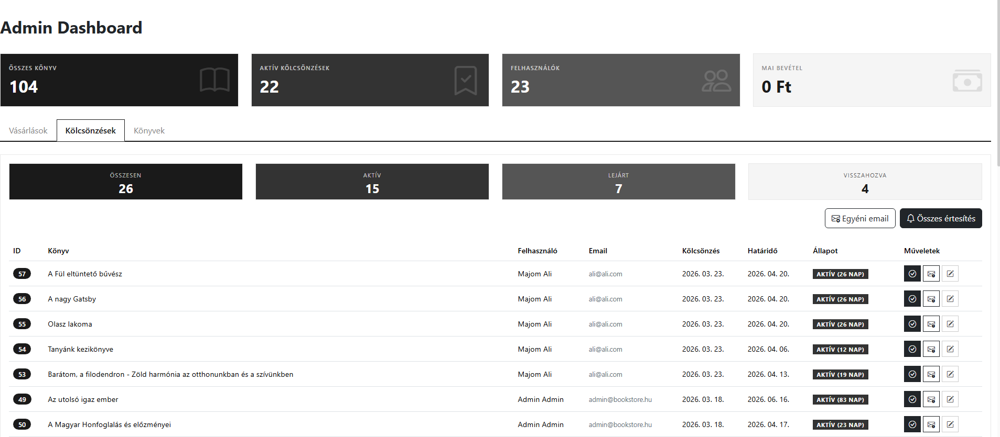 Admin Dashboard
ÖSSZES KÖNYV
104
AKTÍV KÖLCSÖNZÉSEK
22
FELHASZNÁLÓK
23
MAI BEVÉTEL
0 Ft
Vásárlások Kölcsönzések Könyvek
ÖSSZESEN
26
AKTÍV
15
LEJÁRT
7
VISSZAHOZVA
4
Egyéni email Összes értesítés
ID Könyv Felhasználó Email Kölcsönzés Határidő Állapot Műveletek
57 A Fül eltüntető bűvész Majom Ali ali@ali.com 2026. 03. 23. 2026. 04. 20. AKTÍV (26 NAP)
56 A nagy Gatsby Majom Ali ali@ali.com 2026. 03. 23. 2026. 04. 20. AKTÍV (26 NAP)
55 Olasz lakoma Majom Ali ali@ali.com 2026. 03. 23. 2026. 04. 20. AKTÍV (26 NAP)
54 Tanyánk kezikönyve Majom Ali ali@ali.com 2026. 03. 23. 2026. 04. 06. AKTÍV (12 NAP)
53 Barátom, a filodendron - Zöld harmónia az otthonunkban és a szívünkben Majom Ali ali@ali.com 2026. 03. 23. 2026. 04. 13. AKTÍV (19 NAP)
49 Az utolsó igaz ember Admin Admin admin@bookstore.hu 2026. 03. 18. 2026. 06. 16. AKTÍV (83 NAP)
50 A Magyar Honfoglalás és előzményei Admin Admin admin@bookstore.hu 2026. 03. 18. 2026. 04. 17. AKTÍV (23 NAP)